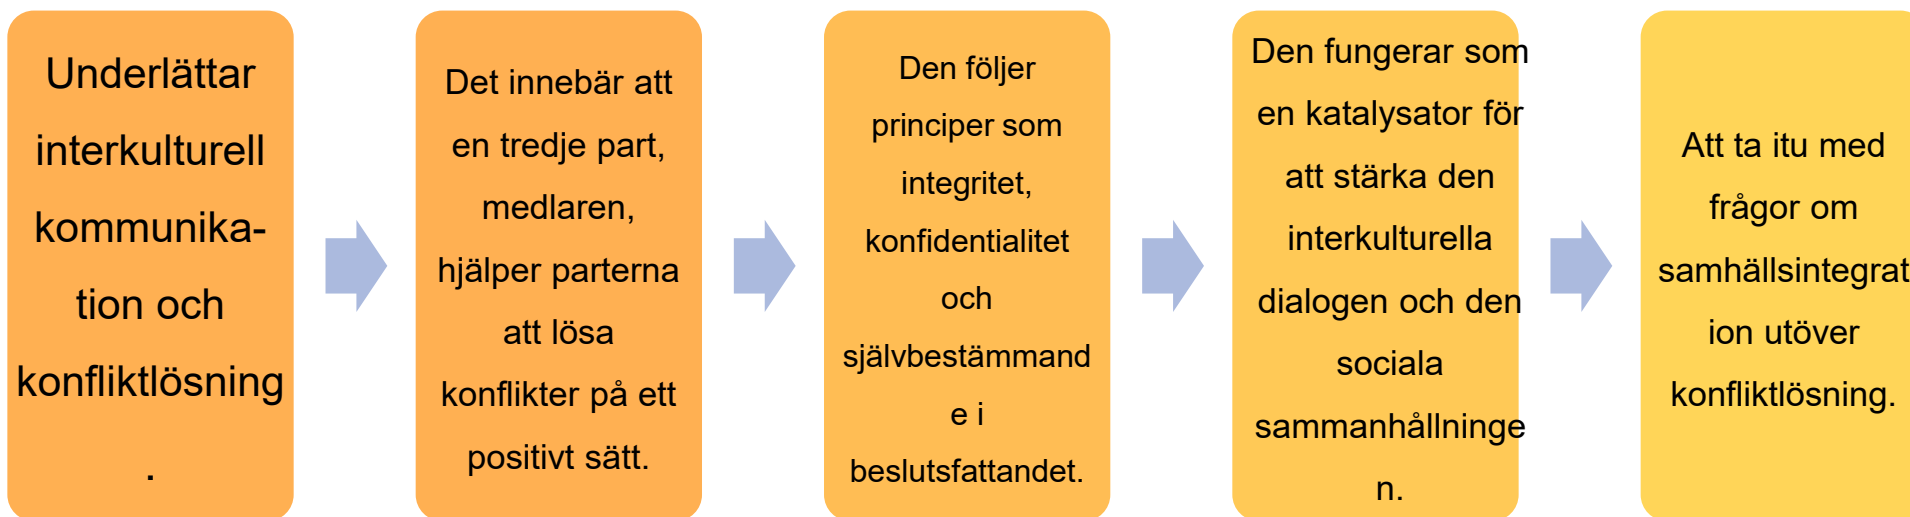 Underlättar
interkulturell
kommunika-
tion och
konfliktlösning
.
Det innebär att
en tredje part,
medlaren,
hjälper parterna
att lösa
konflikter på ett
positivt sätt.
Den följer
principer som
integritet,
konfidentialitet
och
självbestämmand
e i
beslutsfattandet.
Den fungerar som
en katalysator för
att stärka den
interkulturella
dialogen och den
sociala
sammanhållninge
n.
Att ta itu med
frågor om
samhällsintegrat
ion utöver
konfliktlösning.